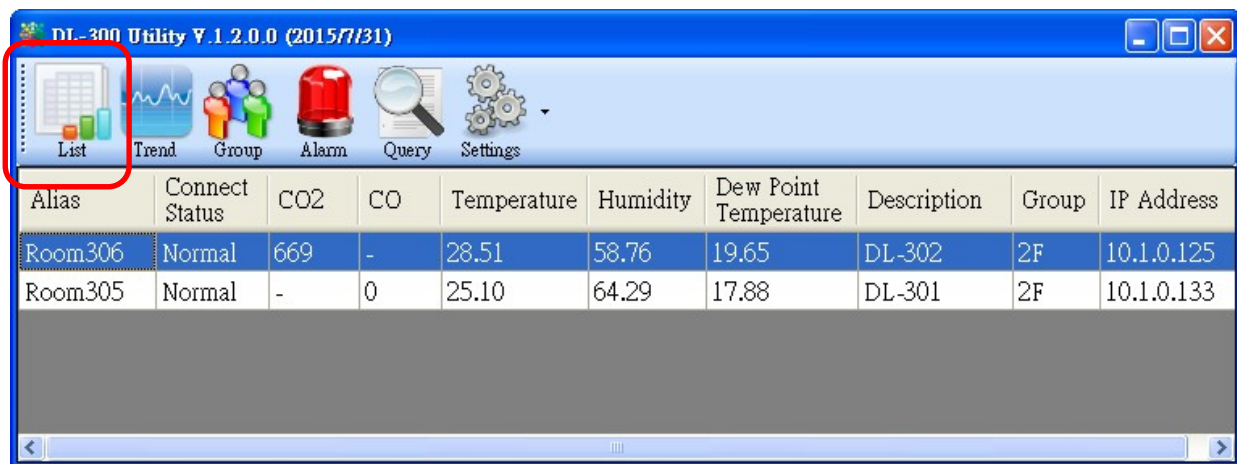 DL-300 Utility V.1.2.0.0 (2015/7/31)
List Trend Group Alarm Query Settings
Alias Connect Status CO2 CO Temperature Humidity Dew Point Temperature Description Group IP Address
Room306 Normal 669 - 28.51 58.76 19.65 DL-302 2F 10.1.0.125
Room305 Normal - 0 25.10 64.29 17.88 DL-301 2F 10.1.0.133